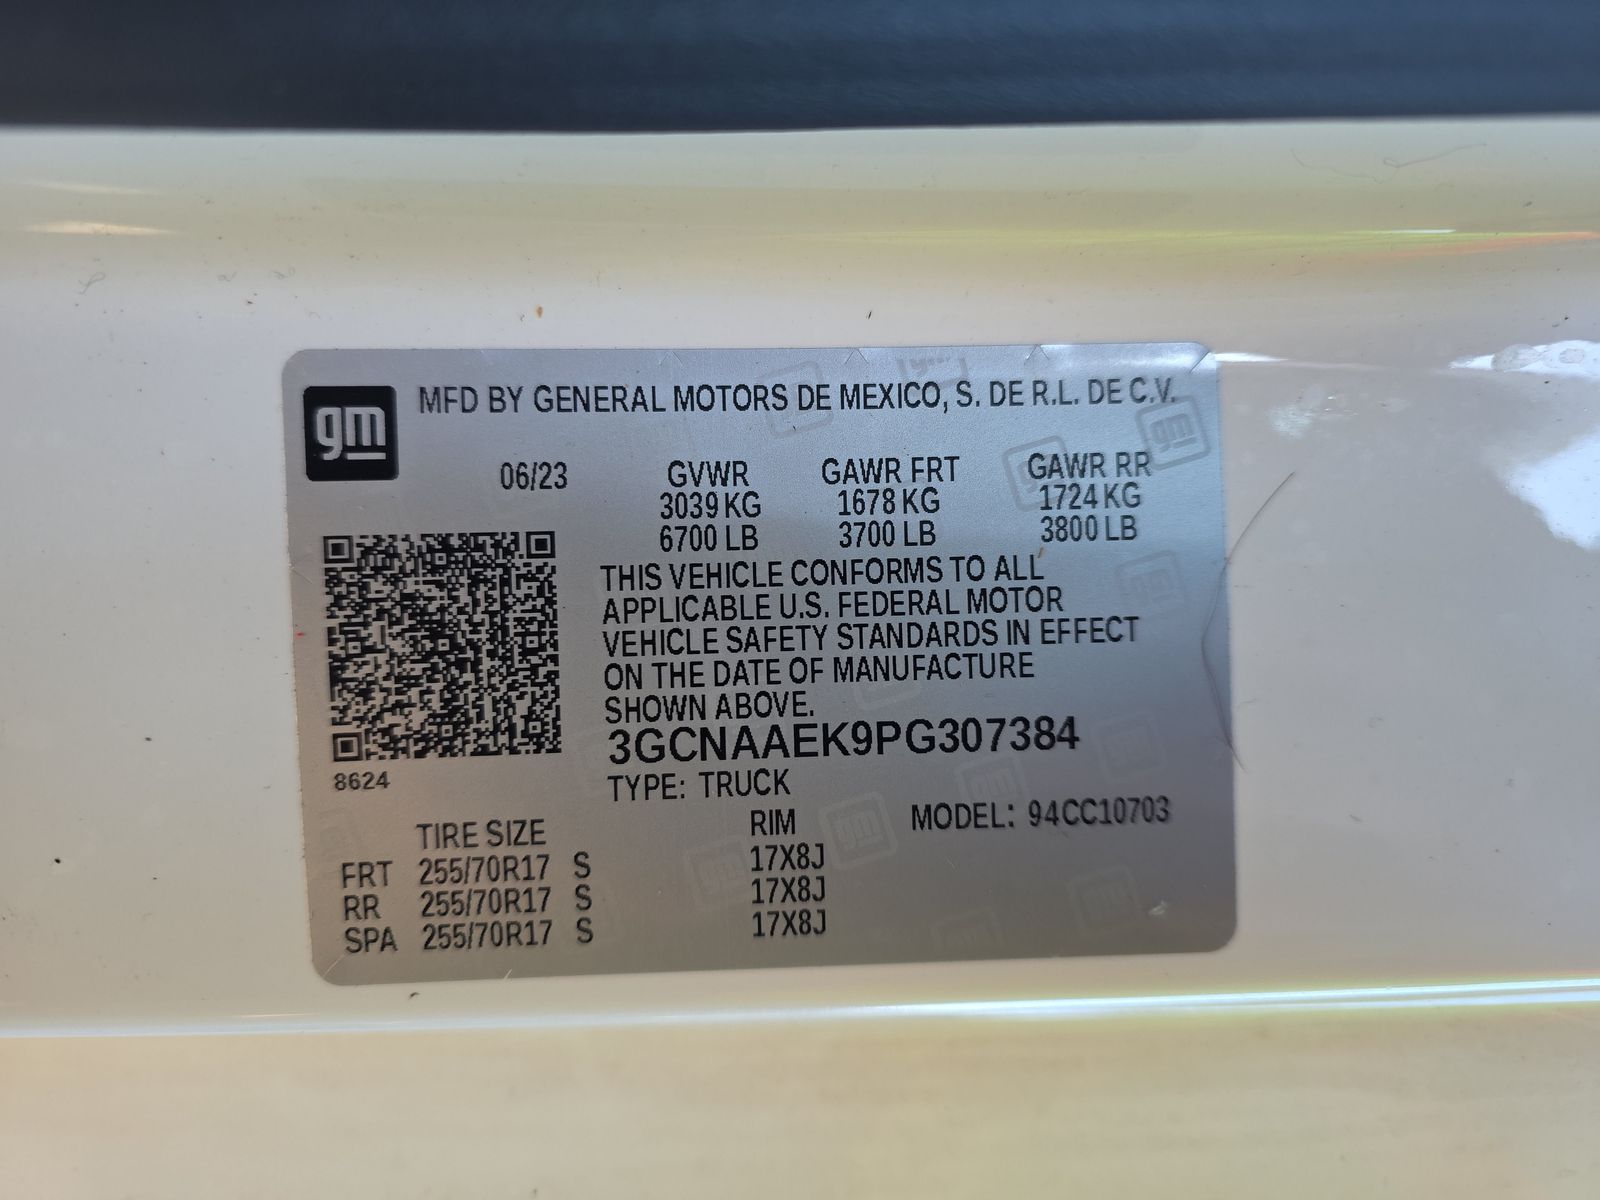 gm MFD BY GENERAL MOTORS DE MEXICO, S. DE R.L. DE C.V.
06/23 GVWR GAWR FRT GAWR RR
3039 KG 1678 KG 1724 KG
6700 LB 3700 LB 3800 LB
THIS VEHICLE CONFORMS TO ALL
APPLICABLE U.S. FEDERAL MOTOR
VEHICLE SAFETY STANDARDS IN EFFECT
ON THE DATE OF MANUFACTURE
SHOWN ABOVE.
3GCNAAEK9PG307384
8624
TYPE: TRUCK
TIRE SIZE RIM MODEL: 94CC10703
FRT 255/70R17 S 17X8J
RR 255/70R17 S 17X8J
SPA 255/70R17 S 17X8J